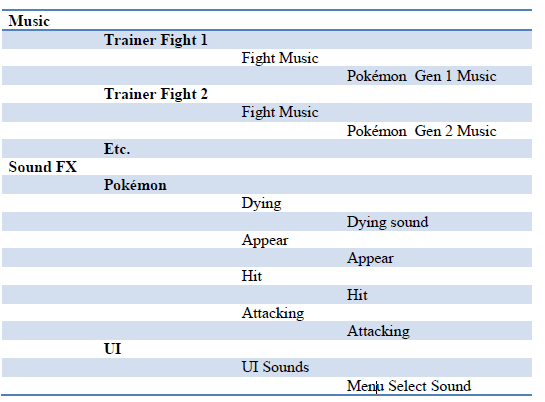 Music
Trainer Fight 1
Fight Music
Pokémon Gen 1 Music
Trainer Fight 2
Fight Music
Pokémon Gen 2 Music
Etc.
Sound FX
Pokémon
Dying
Dying sound
Appear
Appear
Hit
Hit
Attacking
Attacking
UI
UI Sounds
Menu Select Sound